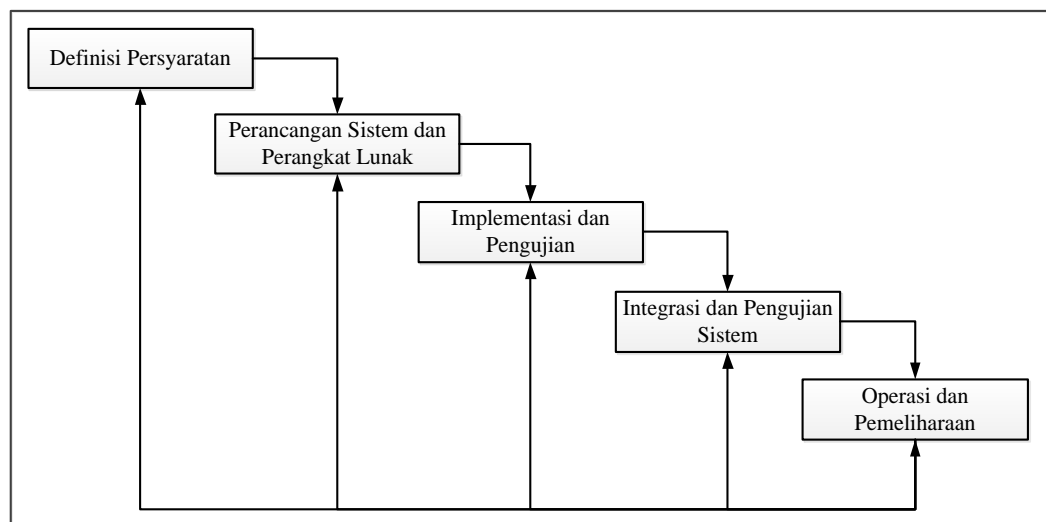 Definisi Persyaratan
Perancangan Sistem dan
Perangkat Lunak
Implementasi dan
Pengujian
Integrasi dan Pengujian
Sistem
Operasi dan
Pemeliharaan